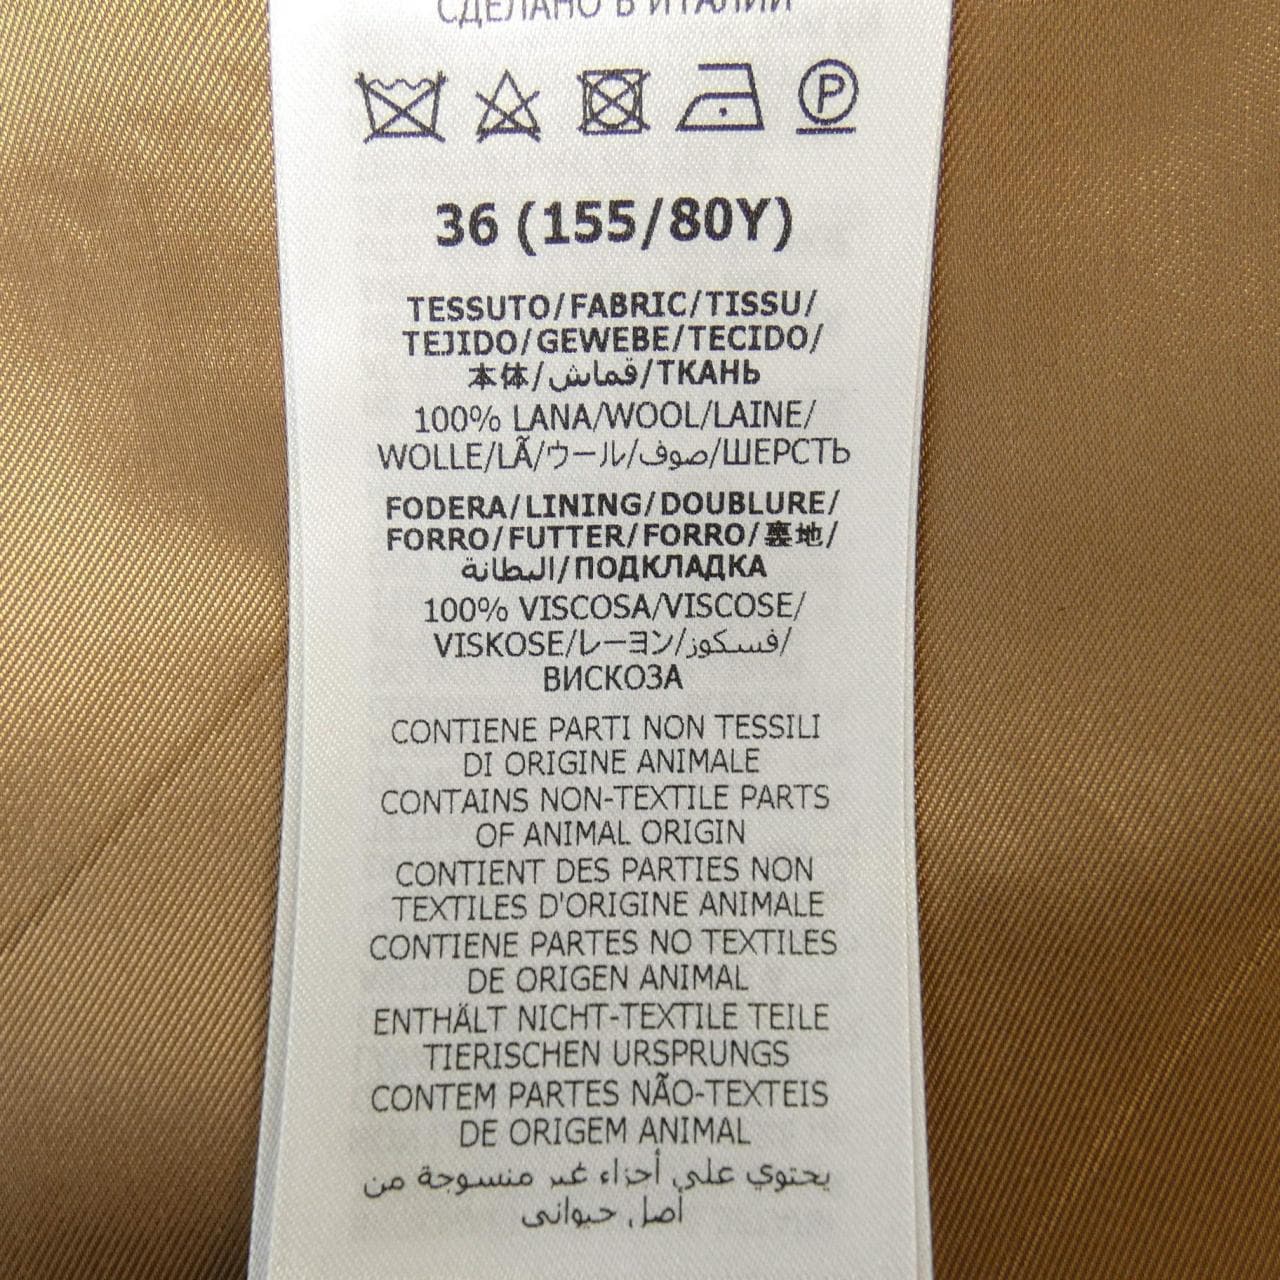 СДЕЛАНО В ИТАЛИИ
P
36 (155/80Y)
TESSUTO/FABRIC/TISSU/
TEJIDO/GEWEBE/TECIDO/
本体/قماش/ТКАНЬ
100% LANA/WOOL/LAINE/
WOLLE/LÃ/ウール/صوف/ШЕРСТЬ
FODERA/LINING/DOUBLURE/
FORRO/FUTTER/FORRO/裏地/
البطانة/ПОДКЛАДКА
100% VISCOSA/VISCOSE/
VISKOSE/レーヨン/فسكوز/
ВИСКОЗА
CONTIENE PARTI NON TESSILI
DI ORIGINE ANIMALE
CONTAINS NON-TEXTILE PARTS
OF ANIMAL ORIGIN
CONTIENT DES PARTIES NON
TEXTILES D'ORIGINE ANIMALE
CONTIENE PARTES NO TEXTILES
DE ORIGEN ANIMAL
ENTHÄLT NICHT-TEXTILE TEILE
TIERISCHEN URSPRUNGS
CONTEM PARTES NÃO-TEXTEIS
DE ORIGEM ANIMAL
يحتوي على أجزاء غير منسوجة من
أصل حيوانى